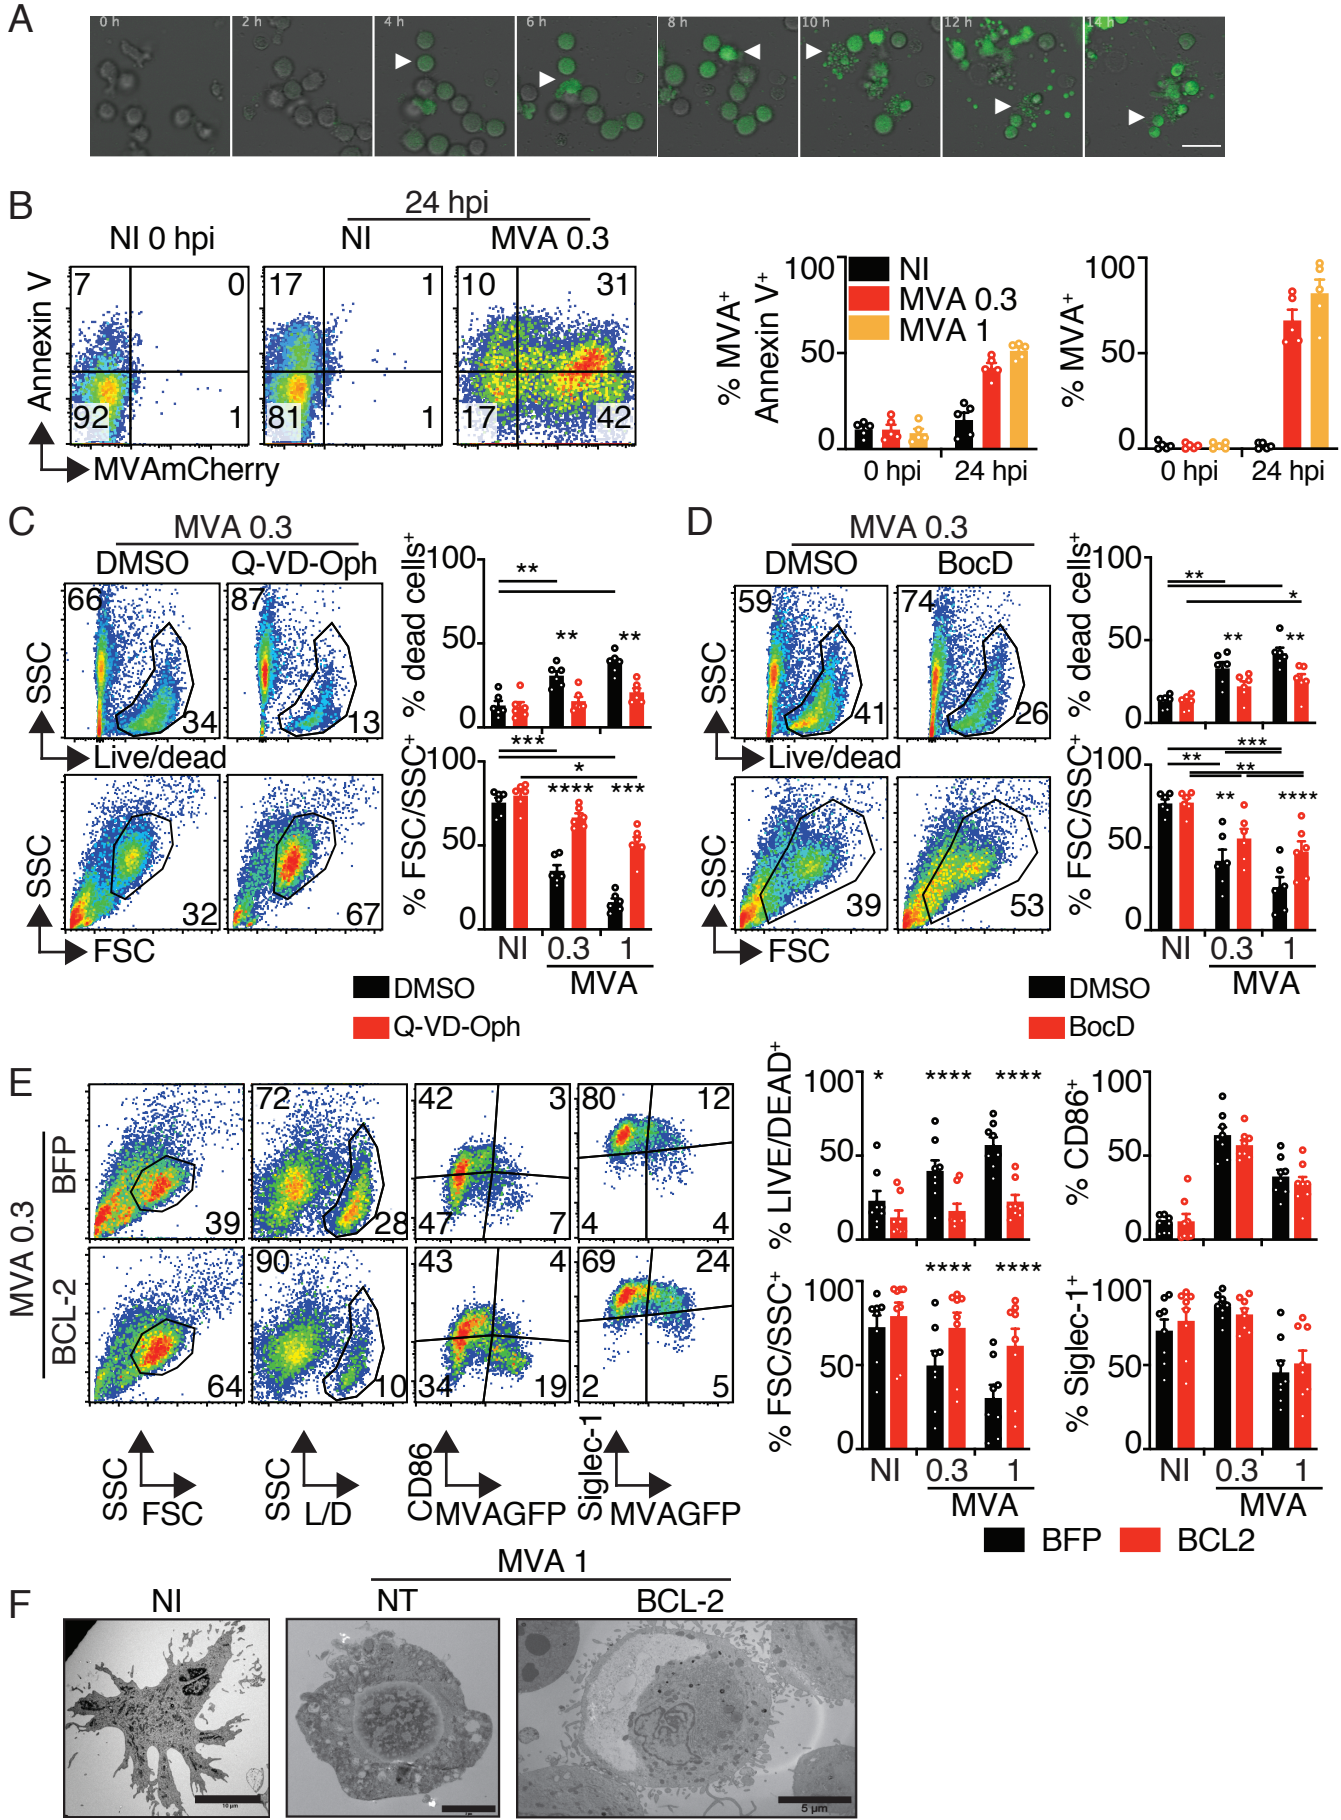 A
0 h 2 h 4 h 6 h 8 h 10 h 12 h 14 h
B
24 hpi
NI 0 hpi NI MVA 0.3
7 0 17 1 10 31
92 1 81 1 17 42
Annexin V
MVAmCherry
% MVA+
Annexin V+
100
50
0
NI
MVA 0.3
MVA 1
0 hpi 24 hpi
% MVA+
100
50
0
0 hpi 24 hpi
C
MVA 0.3
DMSO Q-VD-Oph
66 87
34 13
SSC
Live/dead
32 67
SSC
FSC
% dead cells+
100
50
0
** ** **
% FSC/SSC+
100
50
0
*** * **** ***
NI 0.3 1
MVA
DMSO
Q-VD-Oph
D
MVA 0.3
DMSO BocD
59 74
41 26
SSC
Live/dead
39 53
SSC
FSC
% dead cells+
100
50
0
** * ** **
% FSC/SSC+
100
50
0
*** ** ** ** ****
NI 0.3 1
MVA
DMSO
BocD
E
MVA 0.3
BFP
39 72 28 42 3 47 7 80 12 4 4
BCL-2
64 90 10 43 4 34 19 69 24 2 5
SSC
FSC
SSC
L/D
CD86
MVAGFP
Siglec-1
MVAGFP
% LIVE/DEAD+
100
50
0
* **** ****
% CD86+
100
50
0
% FSC/SSC+
100
50
0
**** ****
NI 0.3 1
MVA
% Siglec-1+
100
50
0
NI 0.3 1
MVA
BFP BCL2
F
MVA 1
NI NT BCL-2
10 µm
5 µm